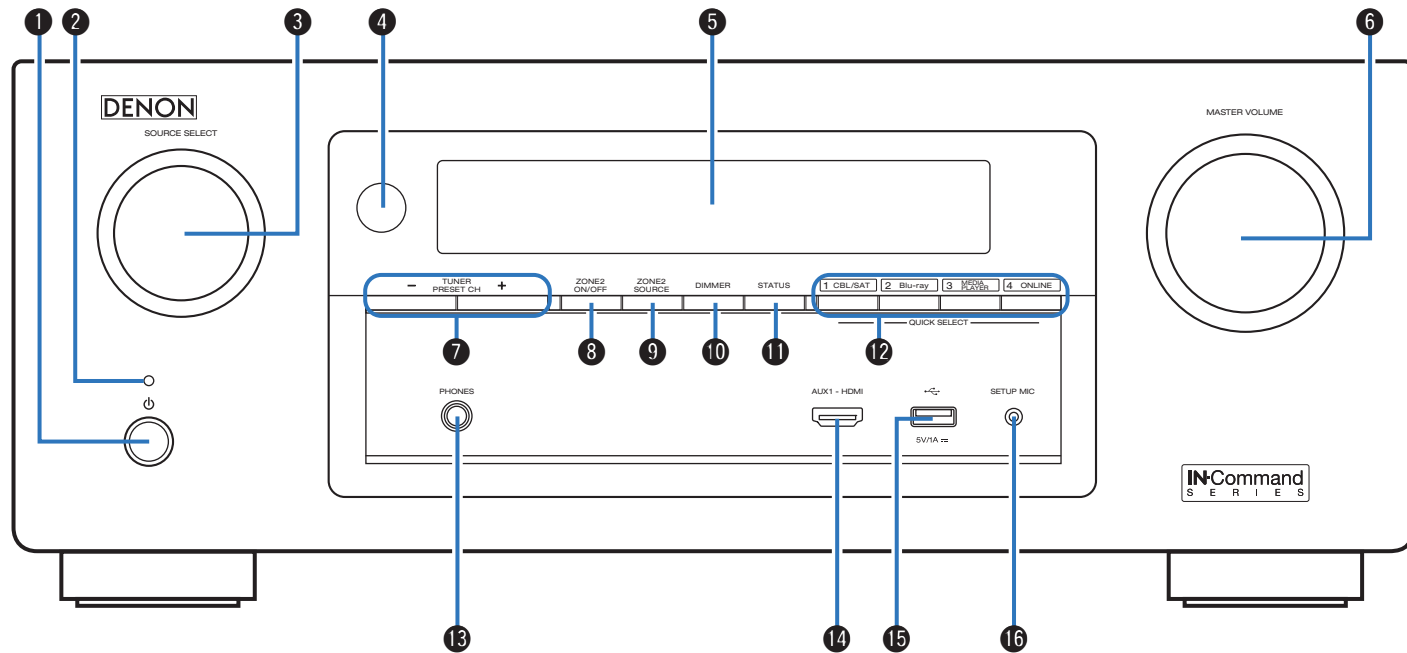 1 2 3 4 5 6
DENON
SOURCE SELECT
MASTER VOLUME
− TUNER PRESET CH +
ZONE2 ON/OFF
ZONE2 SOURCE
DIMMER
STATUS
1 CBL/SAT
2 Blu-ray
3 MEDIA PLAYER
4 ONLINE
QUICK SELECT
7 8 9 10 11 12
PHONES
AUX1 - HDMI
SETUP MIC
5V/1A
IN-Command
SERIES
13 14 15 16